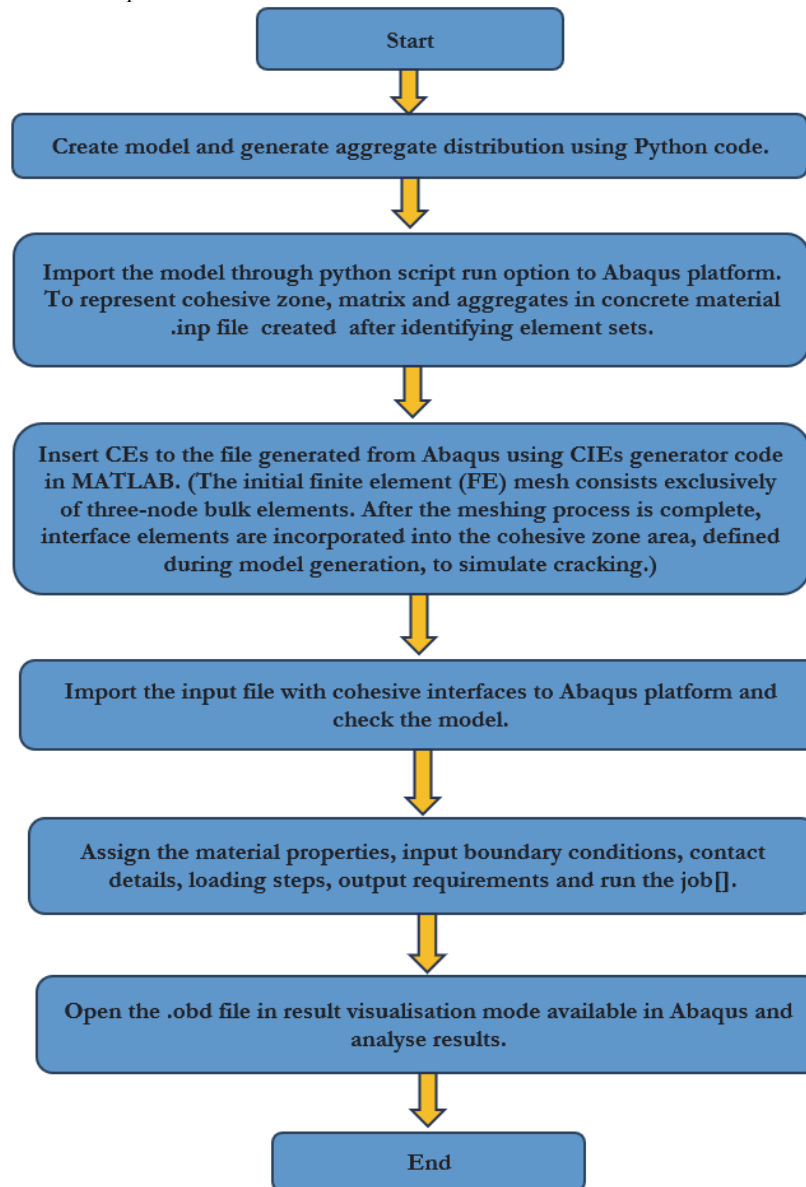 Start
Create model and generate aggregate distribution using Python code.
Import the model through python script run option to Abaqus platform.
To represent cohesive zone, matrix and aggregates in concrete material
.inp file created after identifying element sets.
Insert CEs to the file generated from Abaqus using CIEs generator code
in MATLAB. (The initial finite element (FE) mesh consists exclusively
of three-node bulk elements. After the meshing process is complete,
interface elements are incorporated into the cohesive zone area, defined
during model generation, to simulate cracking.)
Import the input file with cohesive interfaces to Abaqus platform and
check the model.
Assign the material properties, input boundary conditions, contact
details, loading steps, output requirements and run the job[].
Open the .obd file in result visualisation mode available in Abaqus and
analyse results.
End